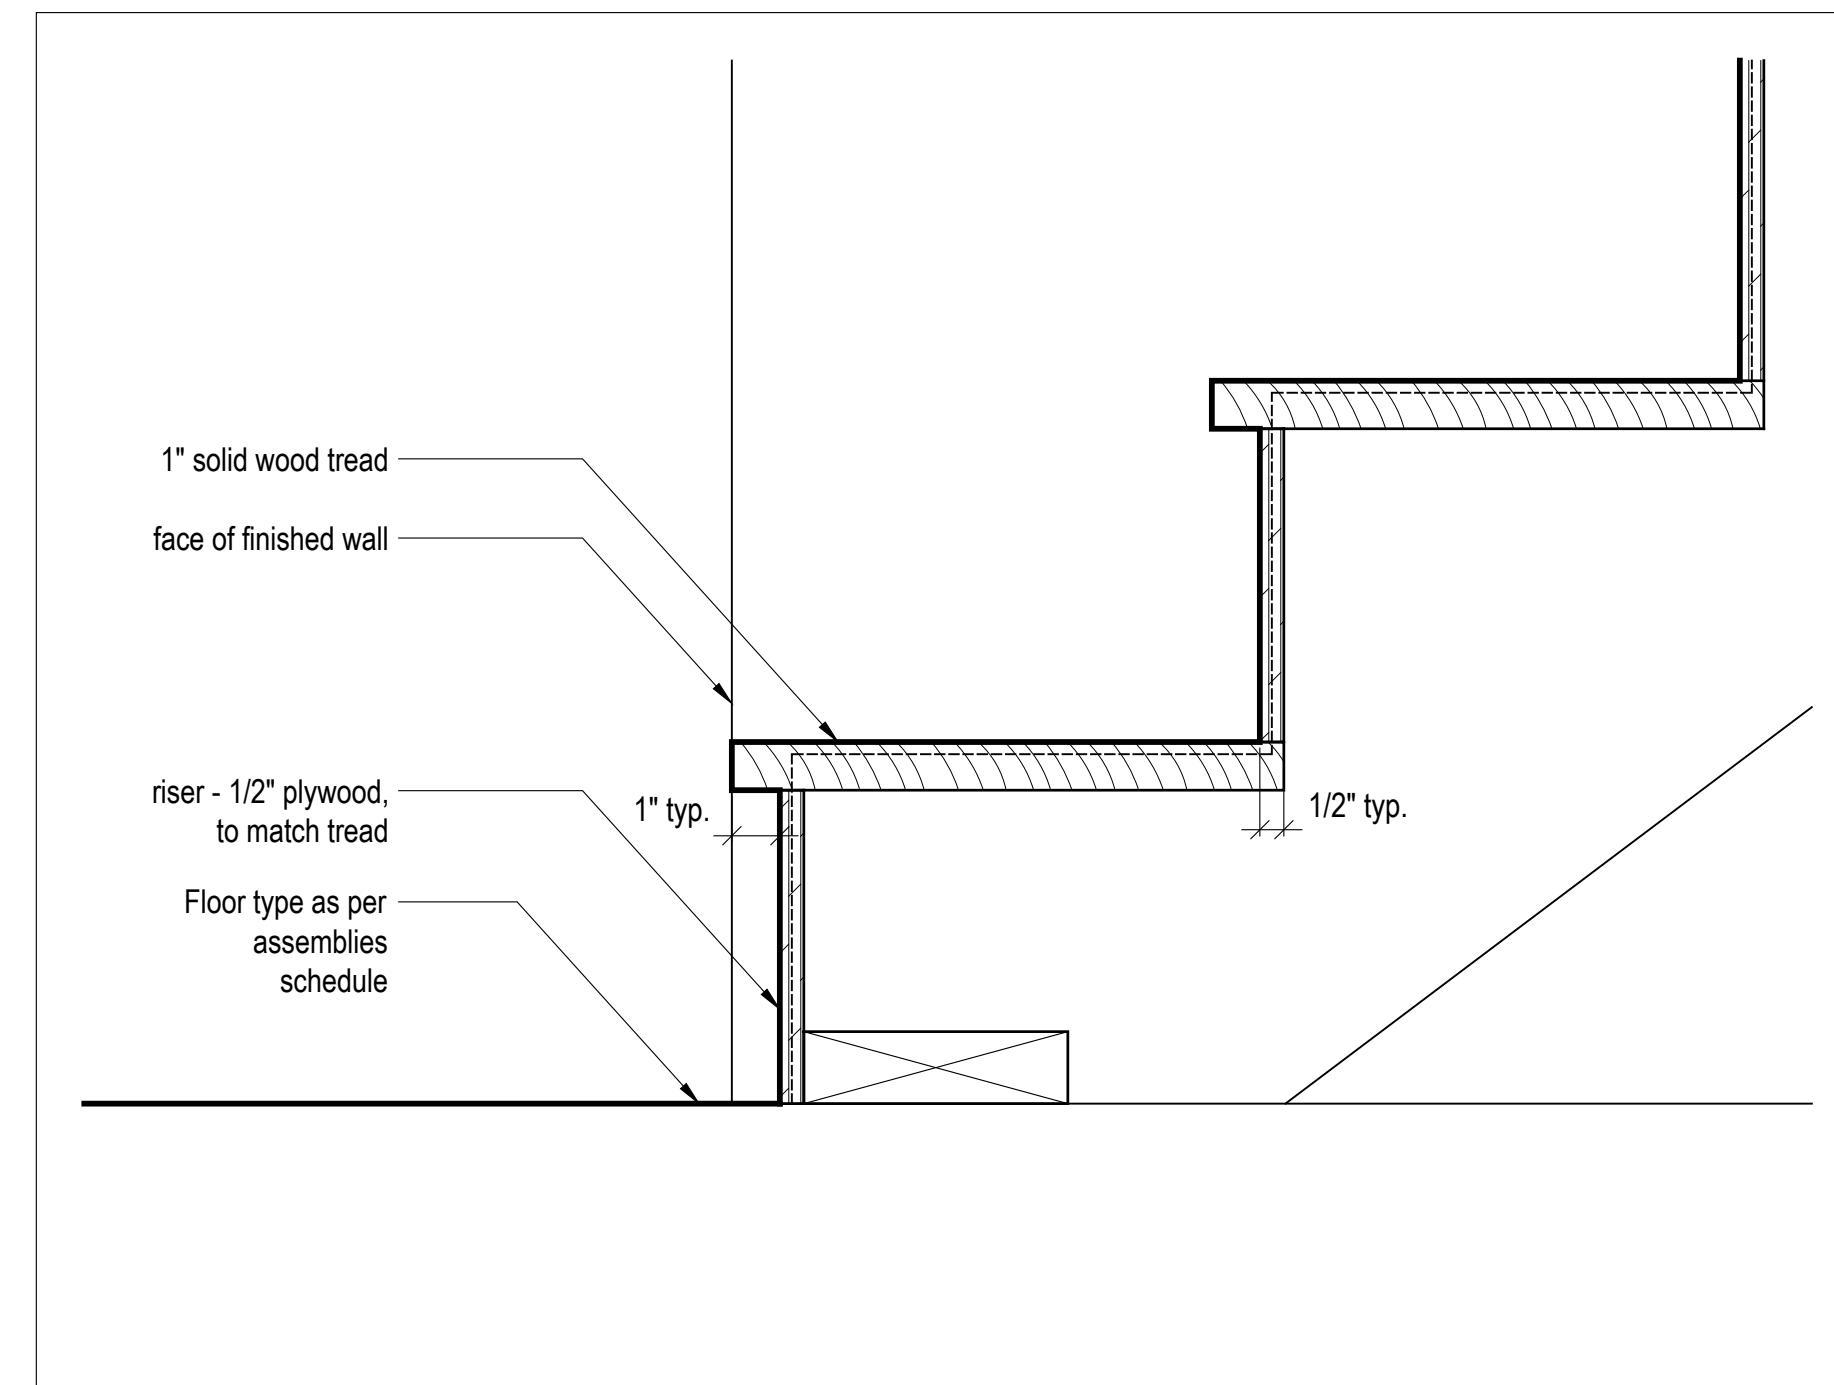 1" solid wood tread
face of finished wall
riser - 1/2" plywood,
to match tread
1" typ.
1/2" typ.
Floor type as per
assemblies
schedule